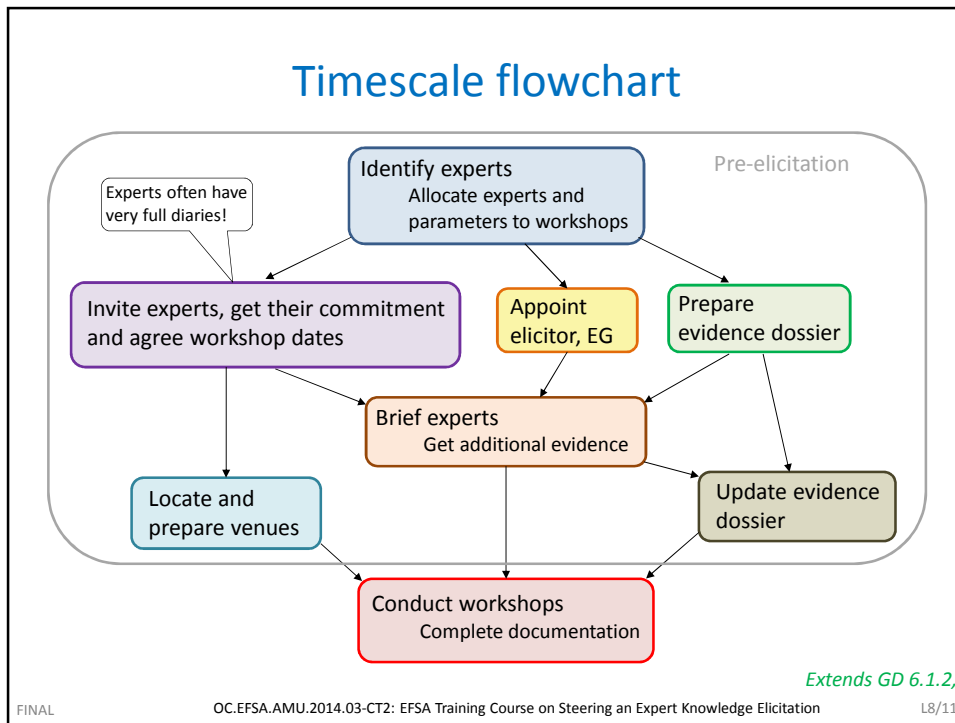 Timescale flowchart
Pre-elicitation
Identify experts
Allocate experts and
parameters to workshops
Experts often have
very full diaries!
Invite experts, get their commitment
and agree workshop dates
Appoint
elicitor, EG
Prepare
evidence dossier
Brief experts
Get additional evidence
Locate and
prepare venues
Update evidence
dossier
Conduct workshops
Complete documentation
Extends GD 6.1.2,
FINAL
OC.EFSA.AMU.2014.03-CT2: EFSA Training Course on Steering an Expert Knowledge Elicitation
L8/11